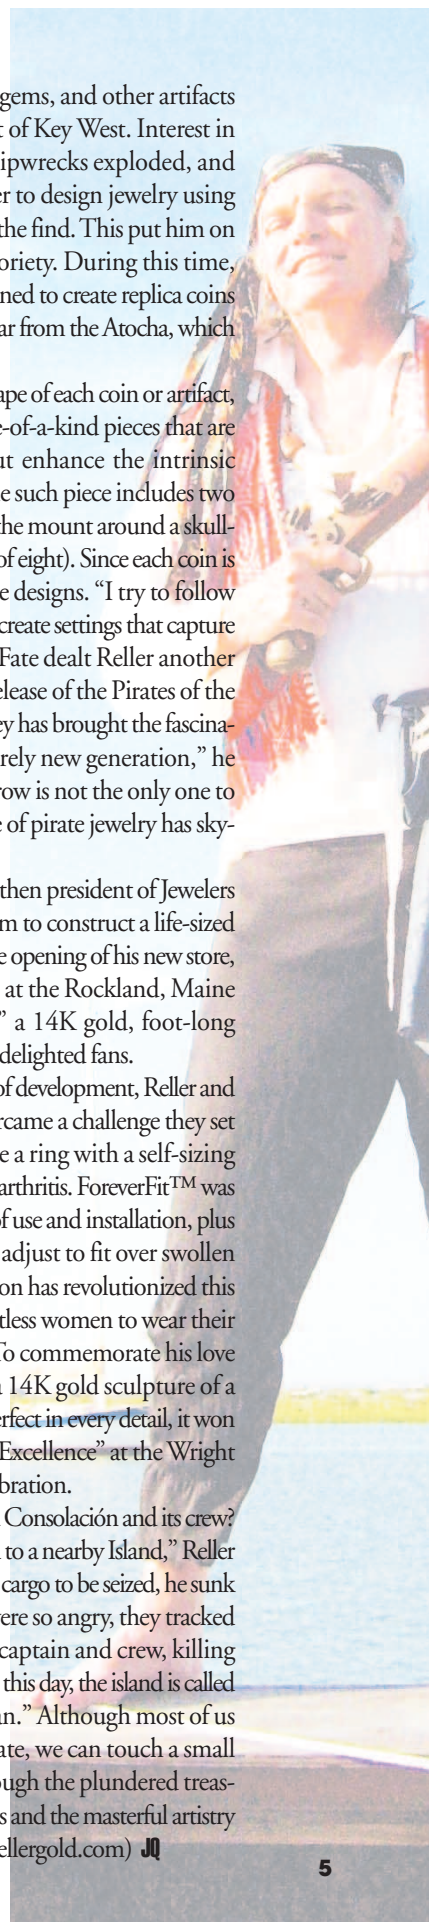 gems, and other artifacts
of Key West. Interest in
ipwrecks exploded, and
er to design jewelry using
the find. This put him on
oriety. During this time,
ned to create replica coins
ar from the Atocha, which
ape of each coin or artifact,
e-of-a-kind pieces that are
ut enhance the intrinsic
e such piece includes two
the mount around a skull-
of eight). Since each coin is
e designs. “I try to follow
create settings that capture
Fate dealt Reller another
elease of the Pirates of the
ey has brought the fascina-
rely new generation,” he
row is not the only one to
e of pirate jewelry has sky-
then president of Jewelers
m to construct a life-sized
e opening of his new store,
at the Rockland, Maine
” a 14K gold, foot-long
delighted fans.
of development, Reller and
rcame a challenge they set
e a ring with a self-sizing
arthritis. ForeverFit™ was
of use and installation, plus
adjust to fit over swollen
on has revolutionized this
tless women to wear their
To commemorate his love
a 14K gold sculpture of a
erfect in every detail, it won
Excellence” at the Wright
bration.
Consolación and its crew?
to a nearby Island,” Reller
cargo to be seized, he sunk
were so angry, they tracked
captain and crew, killing
this day, the island is called
an.” Although most of us
ate, we can touch a small
ough the plundered treas-
s and the masterful artistry
ellergold.com) JQ
5